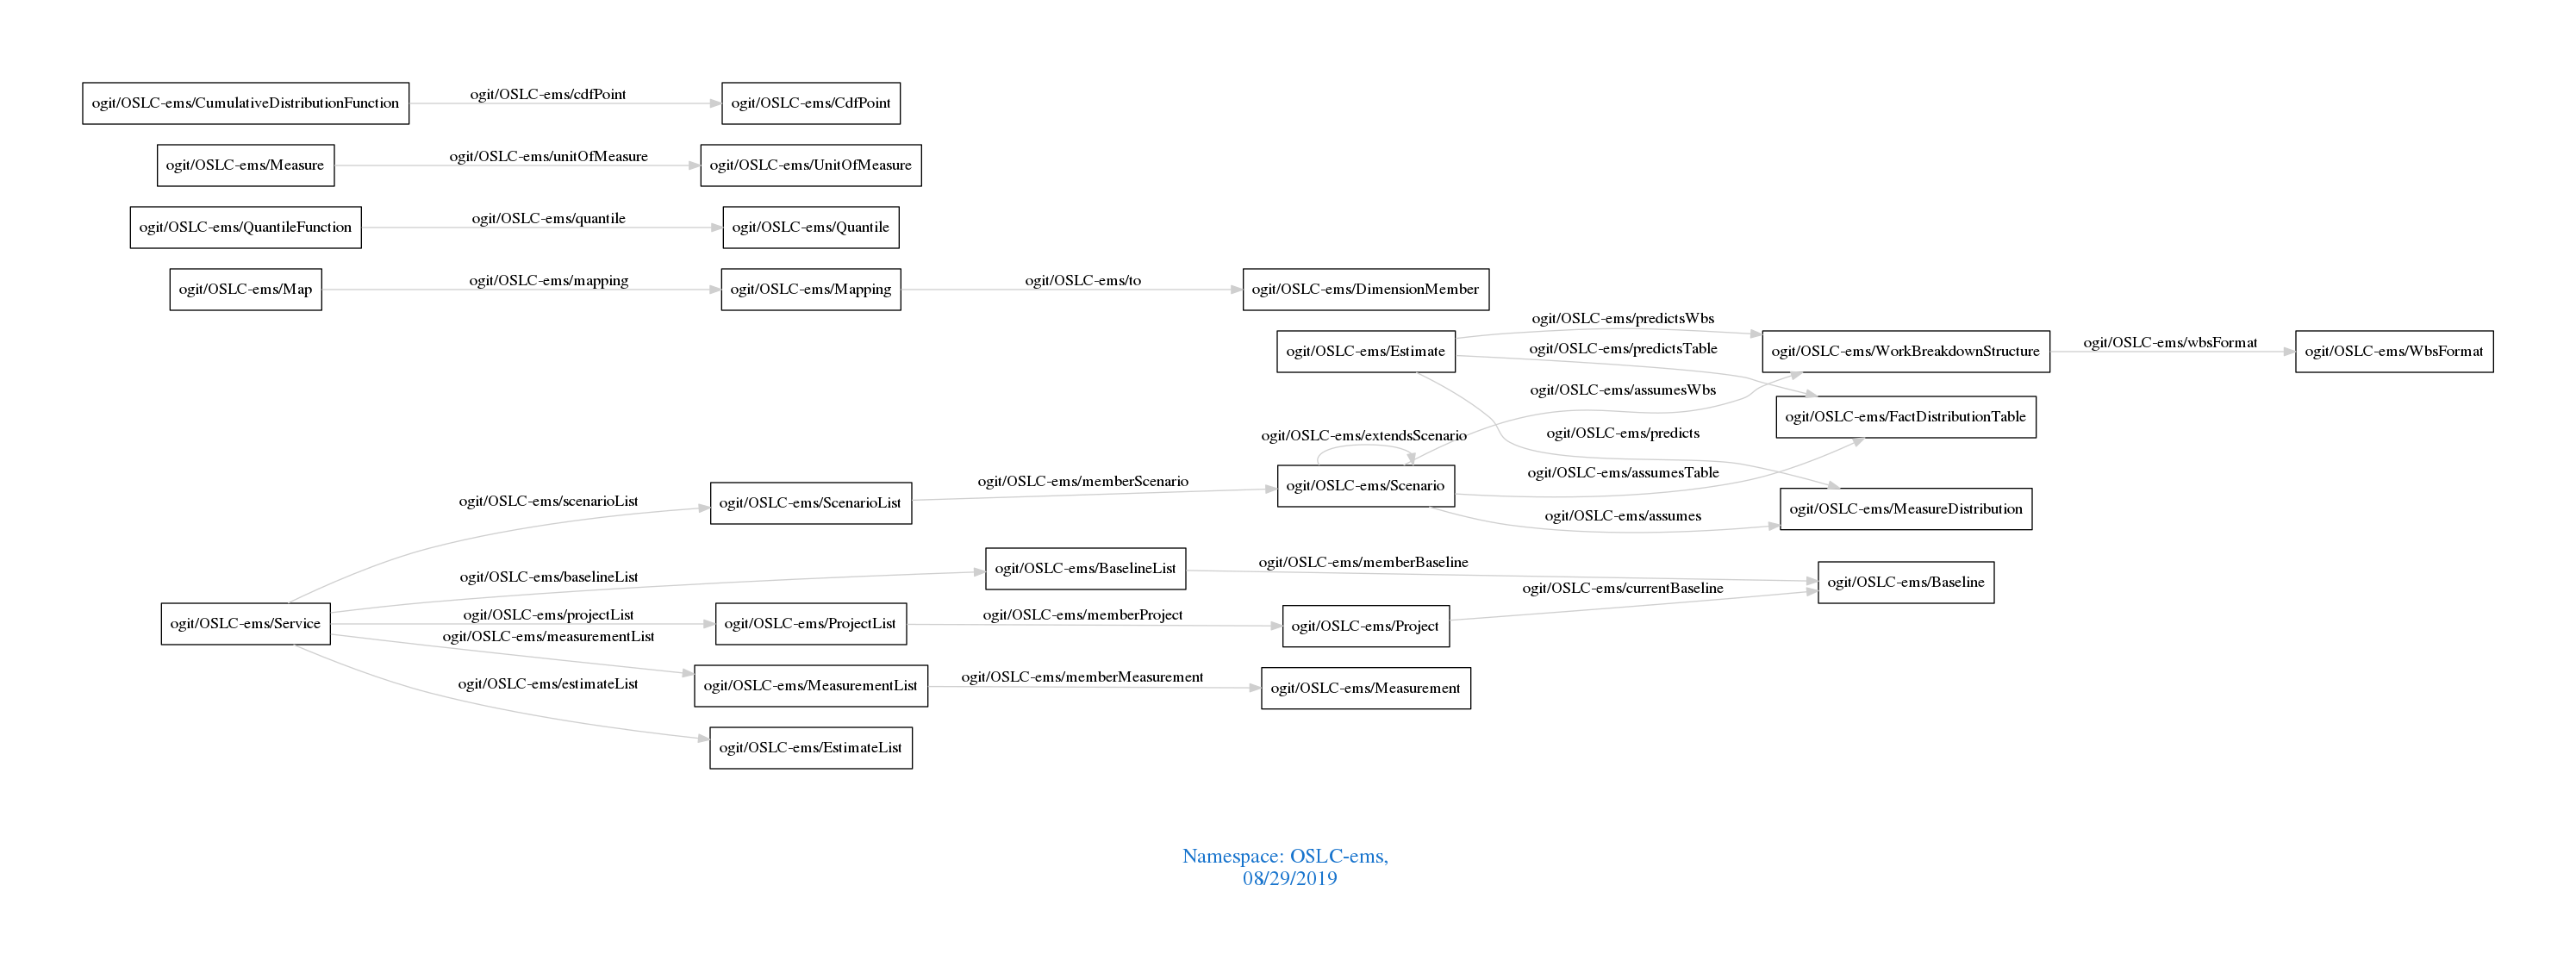 ogit/OSLC-ems/CumulativeDistributionFunction
ogit/OSLC-ems/cdfPoint
ogit/OSLC-ems/CdfPoint
ogit/OSLC-ems/Measure
ogit/OSLC-ems/unitOfMeasure
ogit/OSLC-ems/UnitOfMeasure
ogit/OSLC-ems/QuantileFunction
ogit/OSLC-ems/quantile
ogit/OSLC-ems/Quantile
ogit/OSLC-ems/Map
ogit/OSLC-ems/mapping
ogit/OSLC-ems/Mapping
ogit/OSLC-ems/to
ogit/OSLC-ems/DimensionMember
ogit/OSLC-ems/Estimate
ogit/OSLC-ems/predictsWbs
ogit/OSLC-ems/predictsTable
ogit/OSLC-ems/WorkBreakdownStructure
ogit/OSLC-ems/wbsFormat
ogit/OSLC-ems/WbsFormat
ogit/OSLC-ems/assumesWbs
ogit/OSLC-ems/FactDistributionTable
ogit/OSLC-ems/extendsScenario
ogit/OSLC-ems/predicts
ogit/OSLC-ems/scenarioList
ogit/OSLC-ems/ScenarioList
ogit/OSLC-ems/memberScenario
ogit/OSLC-ems/Scenario
ogit/OSLC-ems/assumesTable
ogit/OSLC-ems/assumes
ogit/OSLC-ems/MeasureDistribution
ogit/OSLC-ems/baselineList
ogit/OSLC-ems/BaselineList
ogit/OSLC-ems/memberBaseline
ogit/OSLC-ems/currentBaseline
ogit/OSLC-ems/Baseline
ogit/OSLC-ems/Service
ogit/OSLC-ems/projectList
ogit/OSLC-ems/ProjectList
ogit/OSLC-ems/memberProject
ogit/OSLC-ems/Project
ogit/OSLC-ems/measurementList
ogit/OSLC-ems/MeasurementList
ogit/OSLC-ems/memberMeasurement
ogit/OSLC-ems/Measurement
ogit/OSLC-ems/estimateList
ogit/OSLC-ems/EstimateList
Namespace: OSLC-ems,
08/29/2019